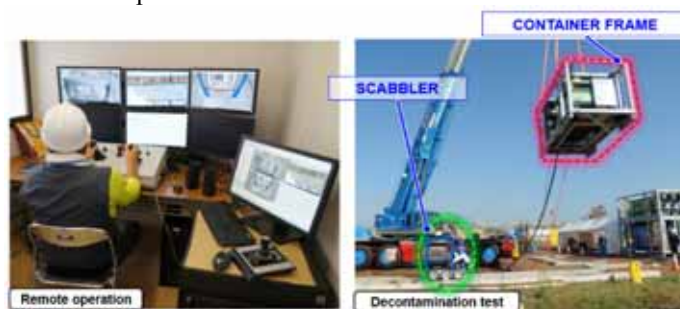 CONTAINER FRAME
SCABBLER
Remote operation
Decontamination test